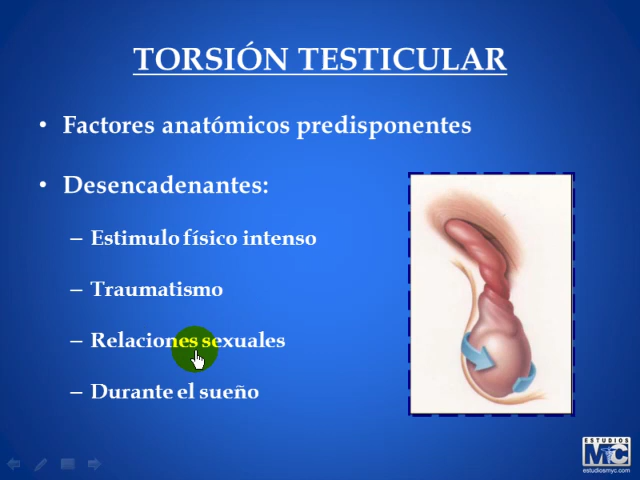 TORSIÓN TESTICULAR
• Factores anatómicos predisponentes
• Desencadenantes:
– Estimulo físico intenso
– Traumatismo
– Relaciones sexuales
– Durante el sueño
ESTUDIOS
MyC
estudiosmyc.com